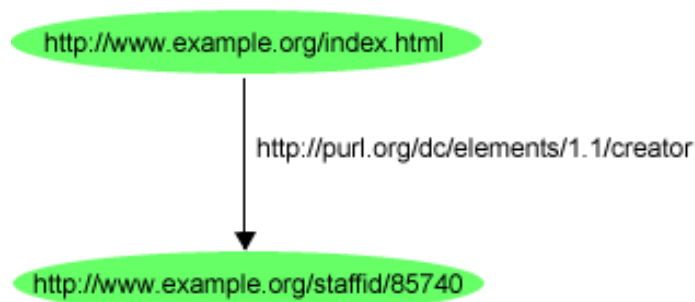 http://www.example.org/index.html
http://purl.org/dc/elements/1.1/creator
http://www.example.org/staffid/85740